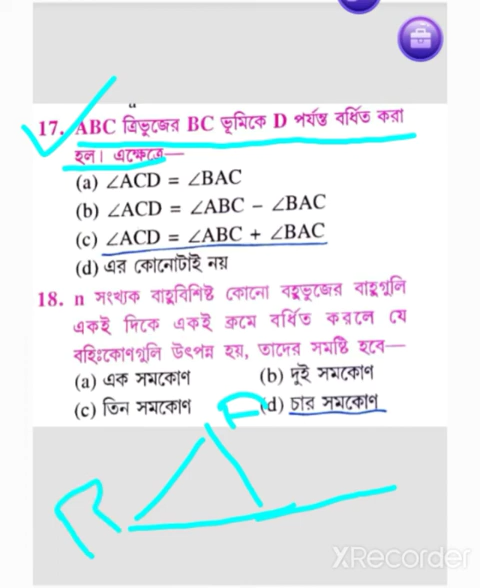 17. ABC ত্রিভুজের BC ভূমিকে D পর্যন্ত বর্ধিত করা
হল। এক্ষেত্রে—
(a) ∠ACD = ∠BAC
(b) ∠ACD = ∠ABC − ∠BAC
(c) ∠ACD = ∠ABC + ∠BAC
(d) এর কোনোটাই নয়
18. n সংখ্যক বাহুবিশিষ্ট কোনো বহুভুজের বাহুগুলি
একই দিকে একই ক্রমে বর্ধিত করলে যে
বহিঃকোণগুলি উৎপন্ন হয়, তাদের সমষ্টি হবে—
(a) এক সমকোণ (b) দুই সমকোণ
(c) তিন সমকোণ (d) চার সমকোণ
XRecorder